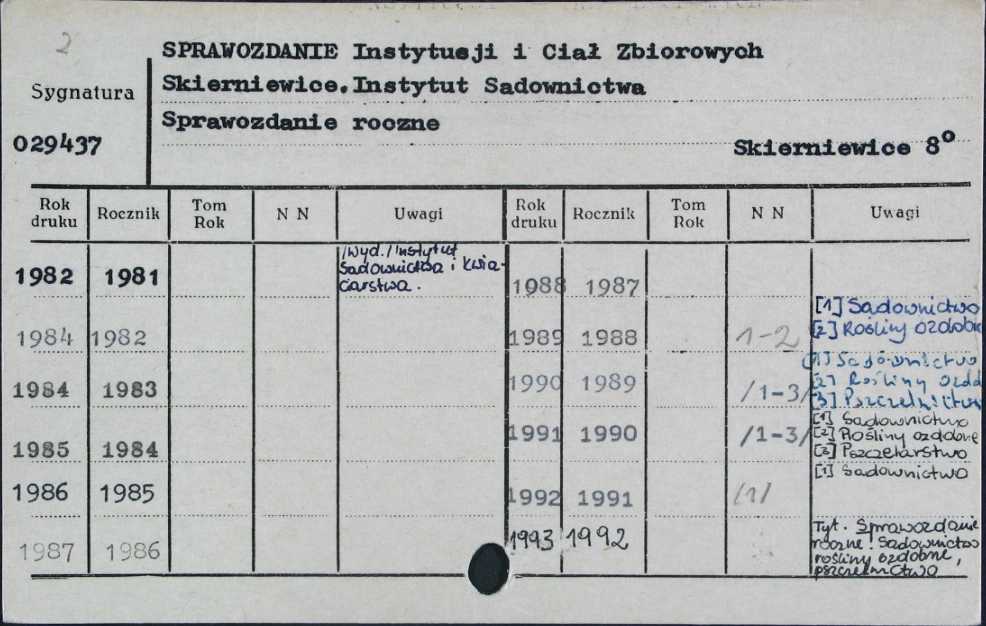 2
SPRAWOZDANIE Instytucji i Ciał Zbiorowych
Sygnatura
Skierniewice.Instytut Sadownictwa
029437
Sprawozdanie roczne
Skierniewice 8°
Rok druku Rocznik Tom Rok N N Uwagi Rok druku Rocznik Tom Rok N N Uwagi
1982 1981 /wyd./ Instytut
Sadownictwa i Kwia-
ciarstwa.
1988 1987
1984 1982
1989 1988 1-2 [1] Sadownictwo
[2] Rośliny ozdobne
1984 1983
1990 1989 /1-3/ [1] Sadownictwo
[2] Rośliny ozd
[3] Pszczelnictwo
1985 1984
1991 1990 /1-3/ [1] Sadownictwo
[2] Rośliny ozdobne
[3] Pszczelarstwo
1986 1985
1992 1991 /1/ [1] Sadownictwo
1987 1986
1993 1992 Tyt. Sprawozdanie
roczne. Sadownictwo
rośliny ozdobne,
pszczelnictwo